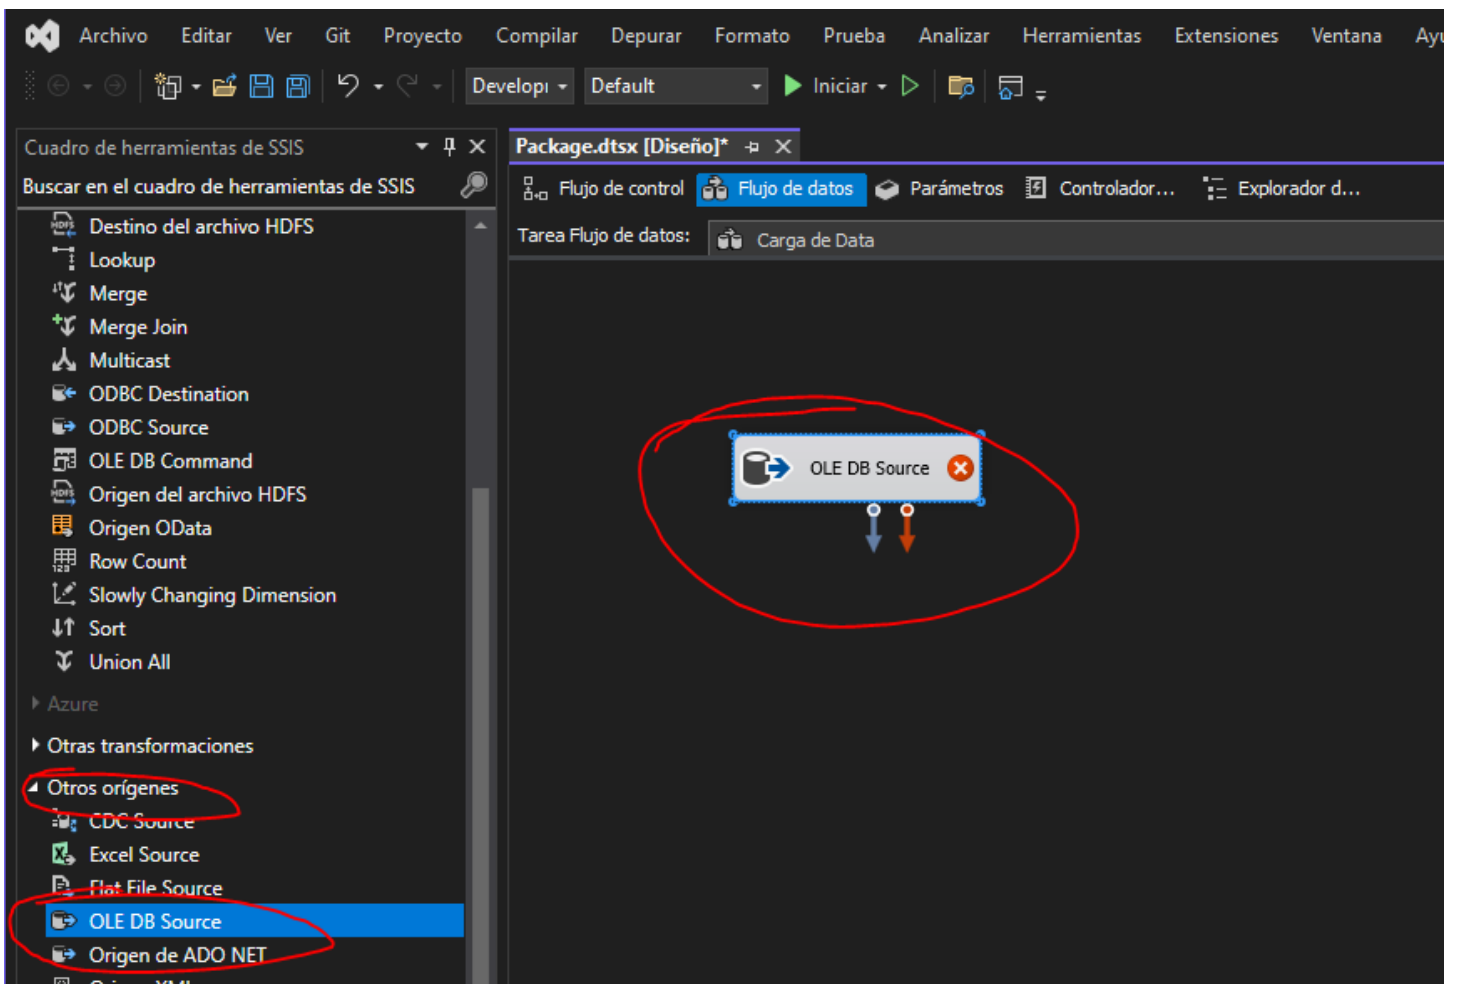 Archivo Editar Ver Git Proyecto Compilar Depurar Formato Prueba Analizar Herramientas Extensiones Ventana
Default Iniciar
Cuadro de herramientas de SSIS
Package.dtsx [Diseño]*
Buscar en el cuadro de herramientas de SSIS
Flujo de control Flujo de datos Parámetros Controlador... Explorador d...
Tarea Flujo de datos: Carga de Data
Destino del archivo HDFS
Lookup
Merge
Merge Join
Multicast
ODBC Destination
ODBC Source
OLE DB Command
Origen del archivo HDFS
Origen OData
Row Count
Slowly Changing Dimension
Sort
Union All
Azure
Otras transformaciones
Otros orígenes
CDC Source
Excel Source
Flat File Source
OLE DB Source
Origen de ADO NET
OLE DB Source